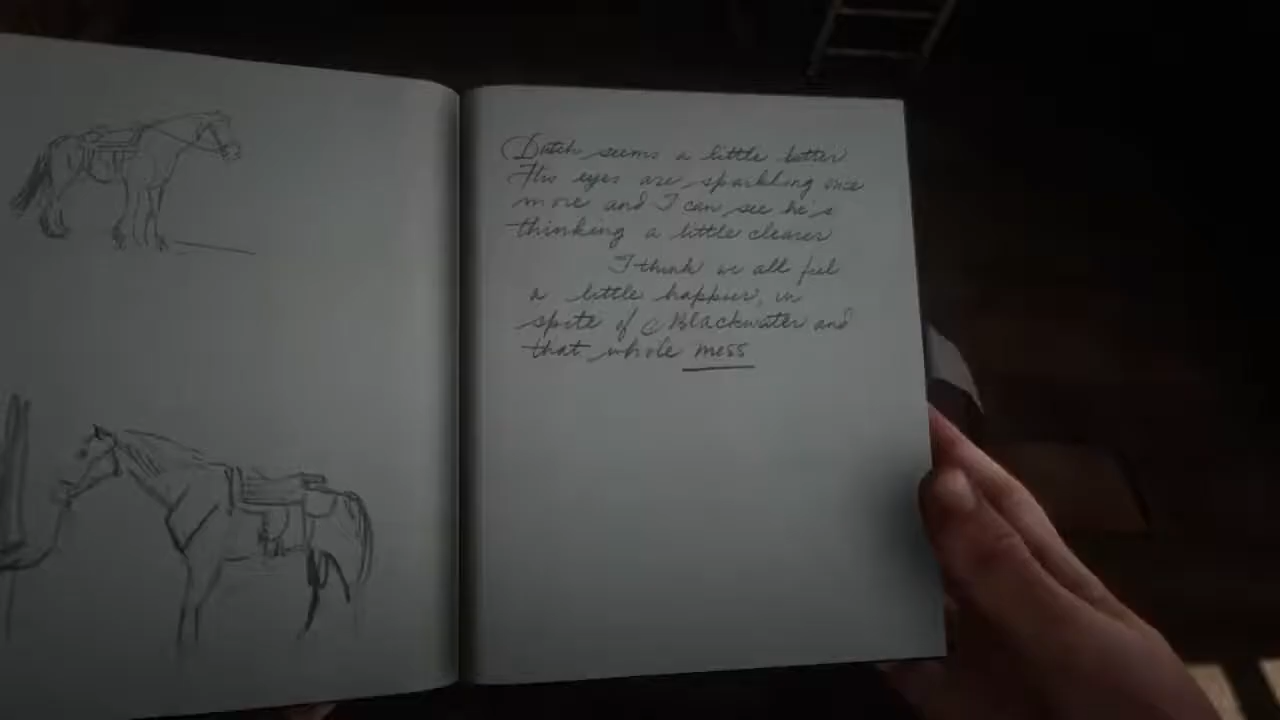 Dutch seems a little better
His eyes are sparkling once
more and I can see he's
thinking a little clearer
I think we all feel
a little happier, in
spite of Blackwater and
that whole mess